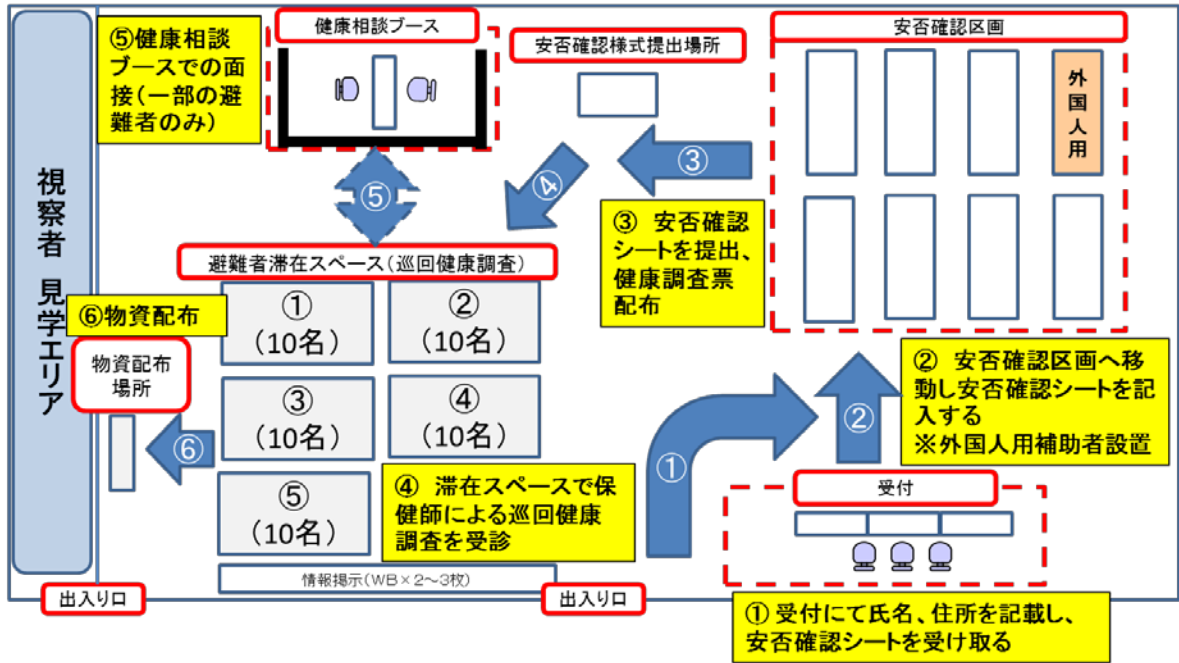 健康相談ブース
⑤健康相談
ブースでの面
接(一部の避
難者のみ)
安否確認様式提出場所
安否確認区画
外国人用
視察者 見学エリア
③
④
⑤
③ 安否確認
シートを提出、
健康調査票
配布
避難者滞在スペース(巡回健康調査)
①
(10名)
②
(10名)
⑥物資配布
物資配布
場所
③
(10名)
④
(10名)
⑥
⑤
(10名)
④ 滞在スペースで保
健師による巡回健康
調査を受診
①
②
② 安否確認区画へ移
動し安否確認シートを記
入する
※外国人用補助者設置
受付
情報掲示(WB×2～3枚)
出入り口
出入り口
① 受付にて氏名、住所を記載し、
安否確認シートを受け取る